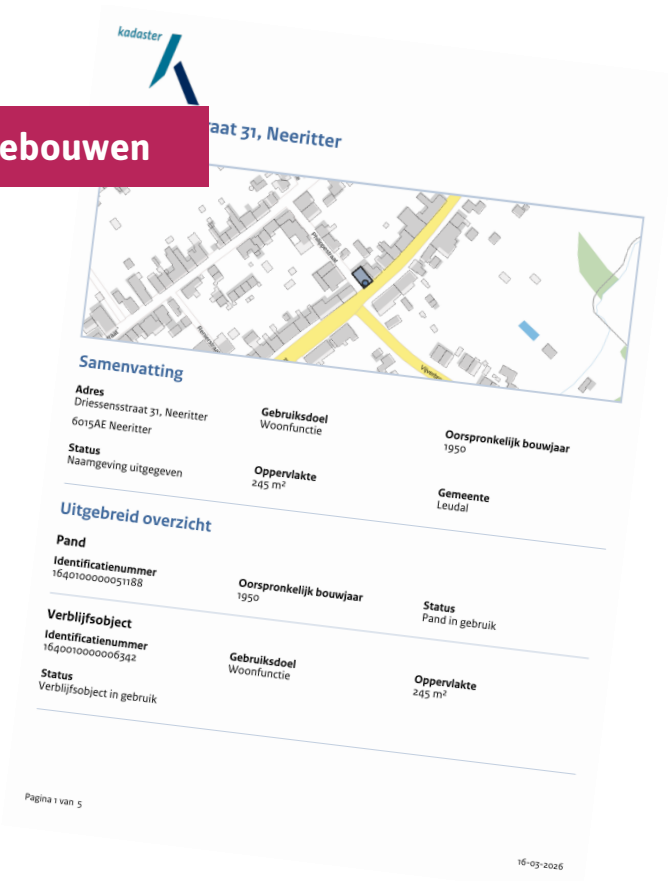 kadaster
raat 31, Neeritter
ebouwen
Philippstraat
Samenvatting
Adres
Driessensstraat 31, Neeritter
6015AE Neeritter
Gebruiksdoel
Woonfunctie
Oorspronkelijk bouwjaar
1950
Status
Naamgeving uitgegeven
Oppervlakte
245 m²
Gemeente
Leudal
Uitgebreid overzicht
Pand
Identificatienummer
1640100000051188
Oorspronkelijk bouwjaar
1950
Status
Pand in gebruik
Verblijfsobject
Identificatienummer
1640010000006342
Gebruiksdoel
Woonfunctie
Oppervlakte
245 m²
Status
Verblijfsobject in gebruik
Pagina 1 van 5
16-03-2026